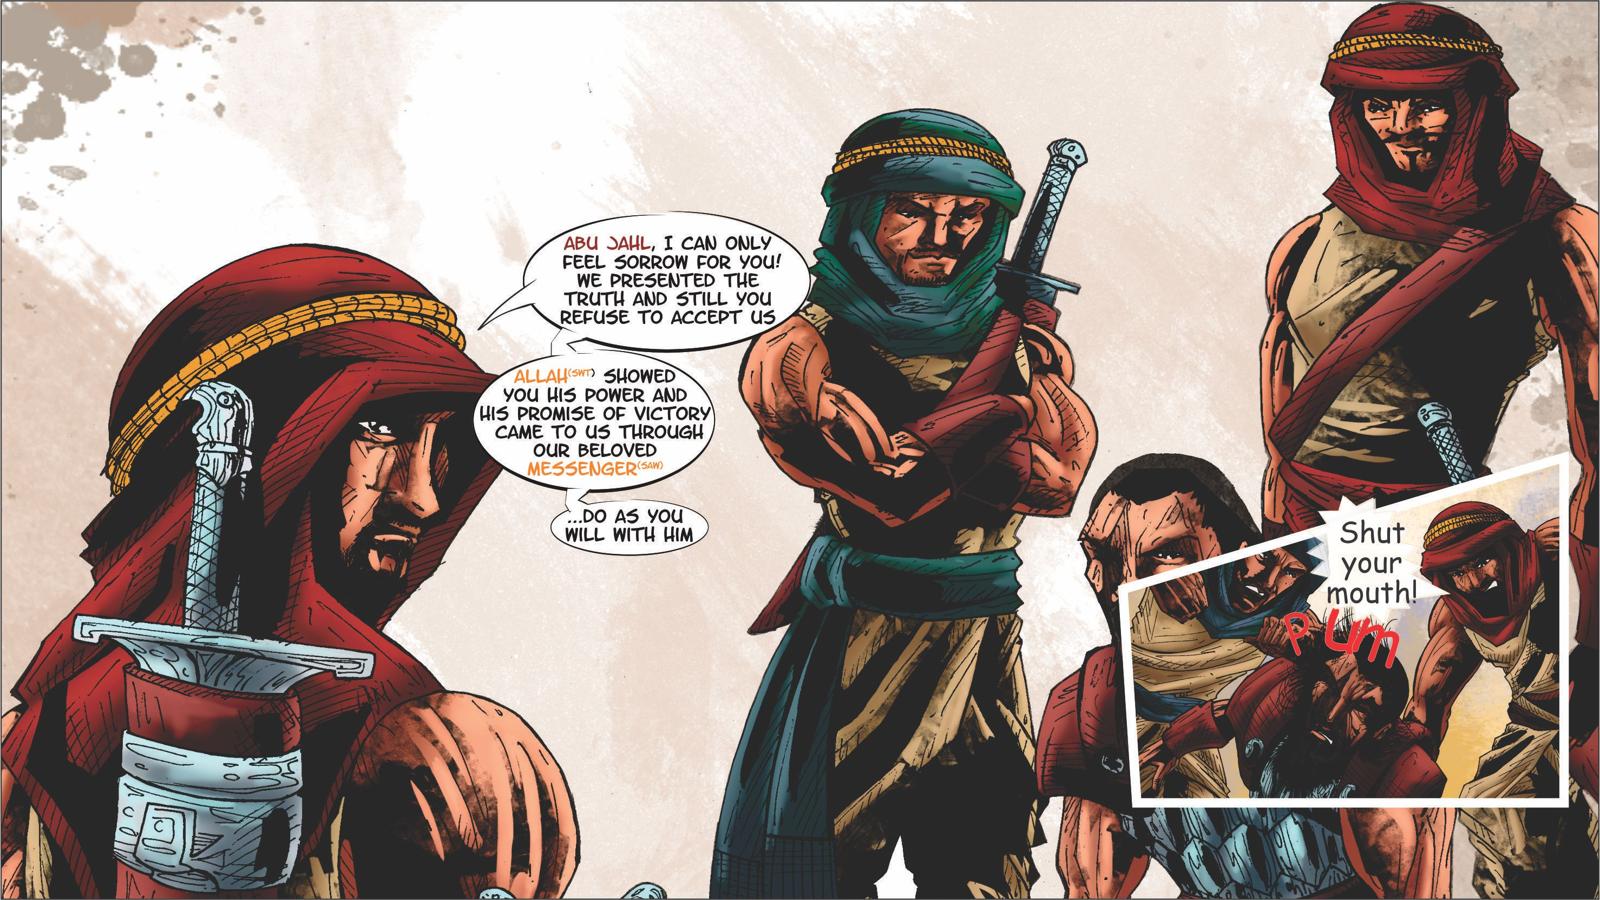 ABU JAHL, I CAN ONLY
FEEL SORROW FOR YOU!
WE PRESENTED THE
TRUTH AND STILL YOU
REFUSE TO ACCEPT US
ALLAH(SWT) SHOWED
YOU HIS POWER AND
HIS PROMISE OF VICTORY
CAME TO US THROUGH
OUR BELOVED
MESSENGER(SAW)
...DO AS YOU
WILL WITH HIM
Shut
your
mouth!
PUm